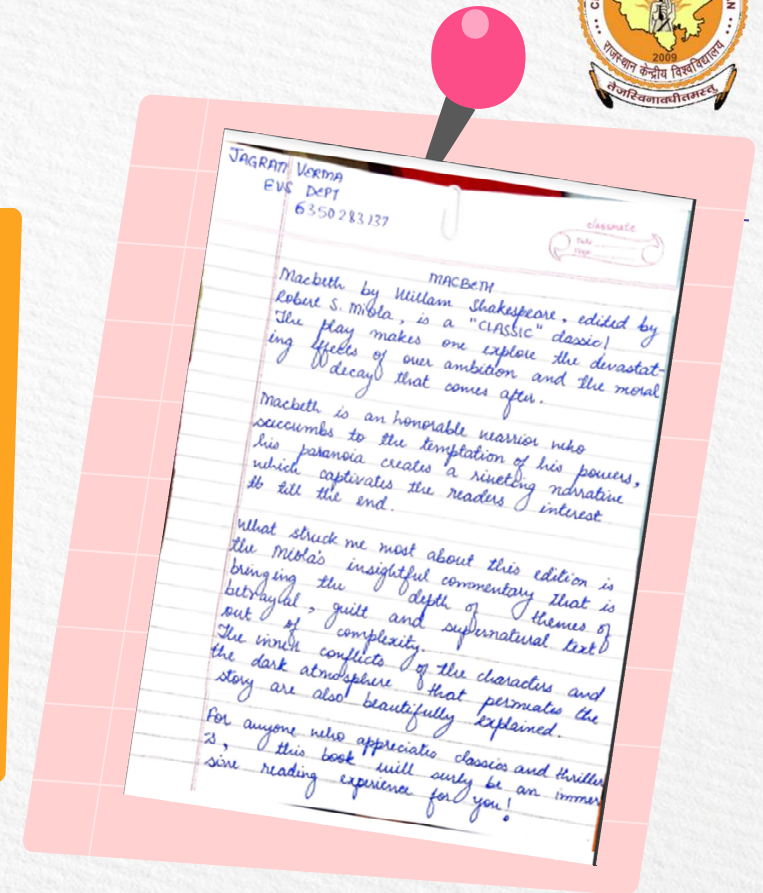 2009
राजस्थान केन्द्रीय विश्वविद्यालय
तेजस्विनावधीतमस्तु
JAGRATI VERMA
EVS DEPT
6350283137
classmate
Date
Page
MACBETH
Macbeth by William Shakespeare, edited by
Robert S. Miola, is a "CLASSIC" classic!
The play makes one explore the devastat-
ing effects of over ambition and the moral
decay that comes after.
Macbeth is an honorable warrior who
succumbs to the temptation of his powers,
his paranoia creates a riveting narrative
which captivates the readers interest
tb till the end.
What struck me most about this edition is
the Miola's insightful commentary that is
bringing the depth of themes of
betrayal, guilt and supernatural text
out of complexity.
The inner conflicts of the characters and
the dark atmosphere that permeates the
story are also beautifully explained.
For anyone who appreciates classics and thriller
s, this book will surly be an immer
sive reading experience for you!